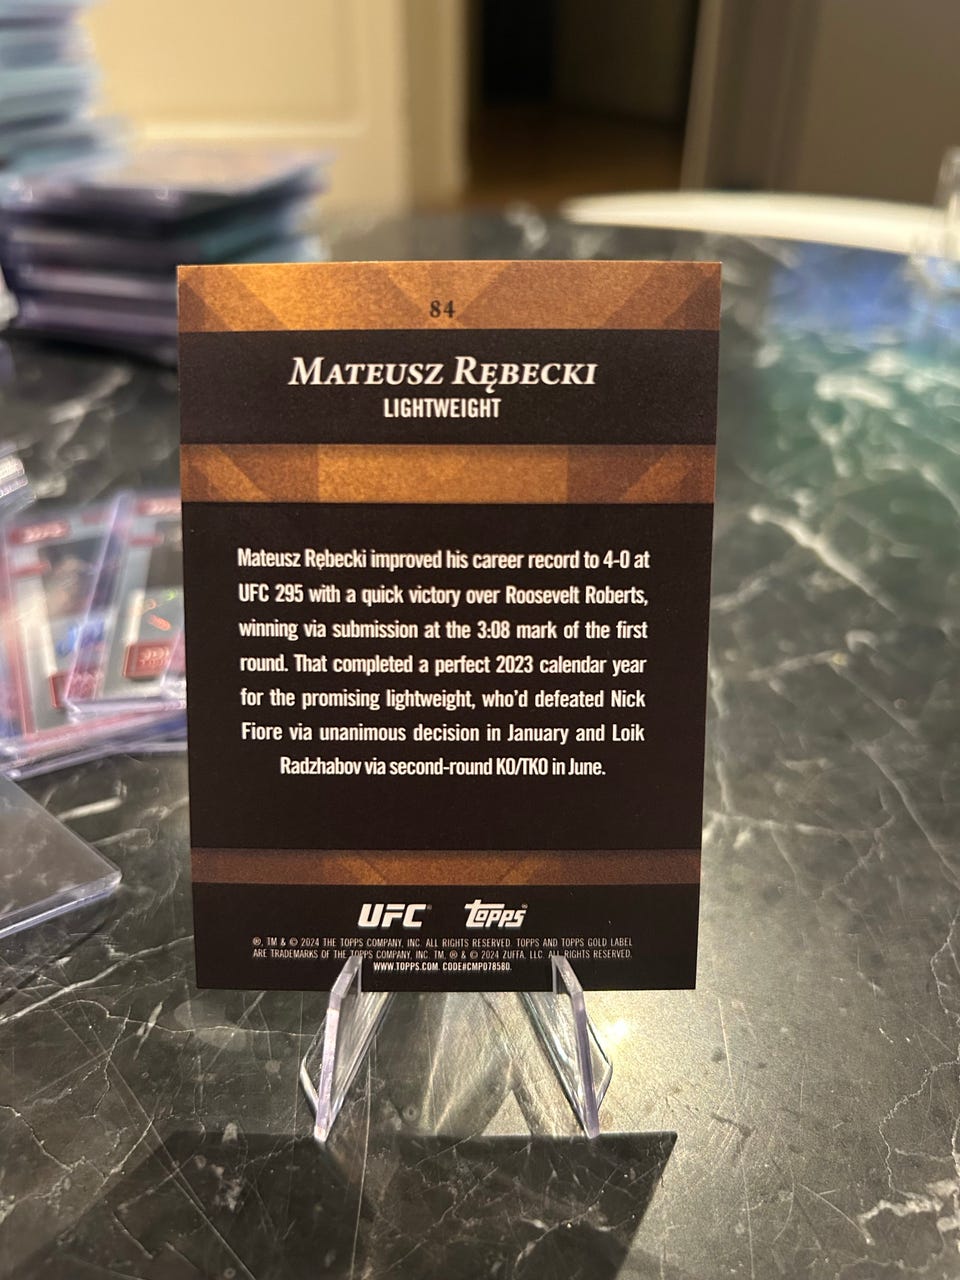 84
MATEUSZ RĘBECKI
LIGHTWEIGHT
Mateusz Rębecki improved his career record to 4-0 at
UFC 295 with a quick victory over Roosevelt Roberts,
winning via submission at the 3:08 mark of the first
round. That completed a perfect 2023 calendar year
for the promising lightweight, who'd defeated Nick
Fiore via unanimous decision in January and Loik
Radzhabov via second-round KO/TKO in June.
UFC® Topps®
®, TM & © 2024 THE TOPPS COMPANY, INC. ALL RIGHTS RESERVED. TOPPS AND TOPPS GOLD LABEL
ARE TRADEMARKS OF THE TOPPS COMPANY, INC. TM, ® & © 2024 ZUFFA, LLC. ALL RIGHTS RESERVED.
WWW.TOPPS.COM. CODE#CMP078580.